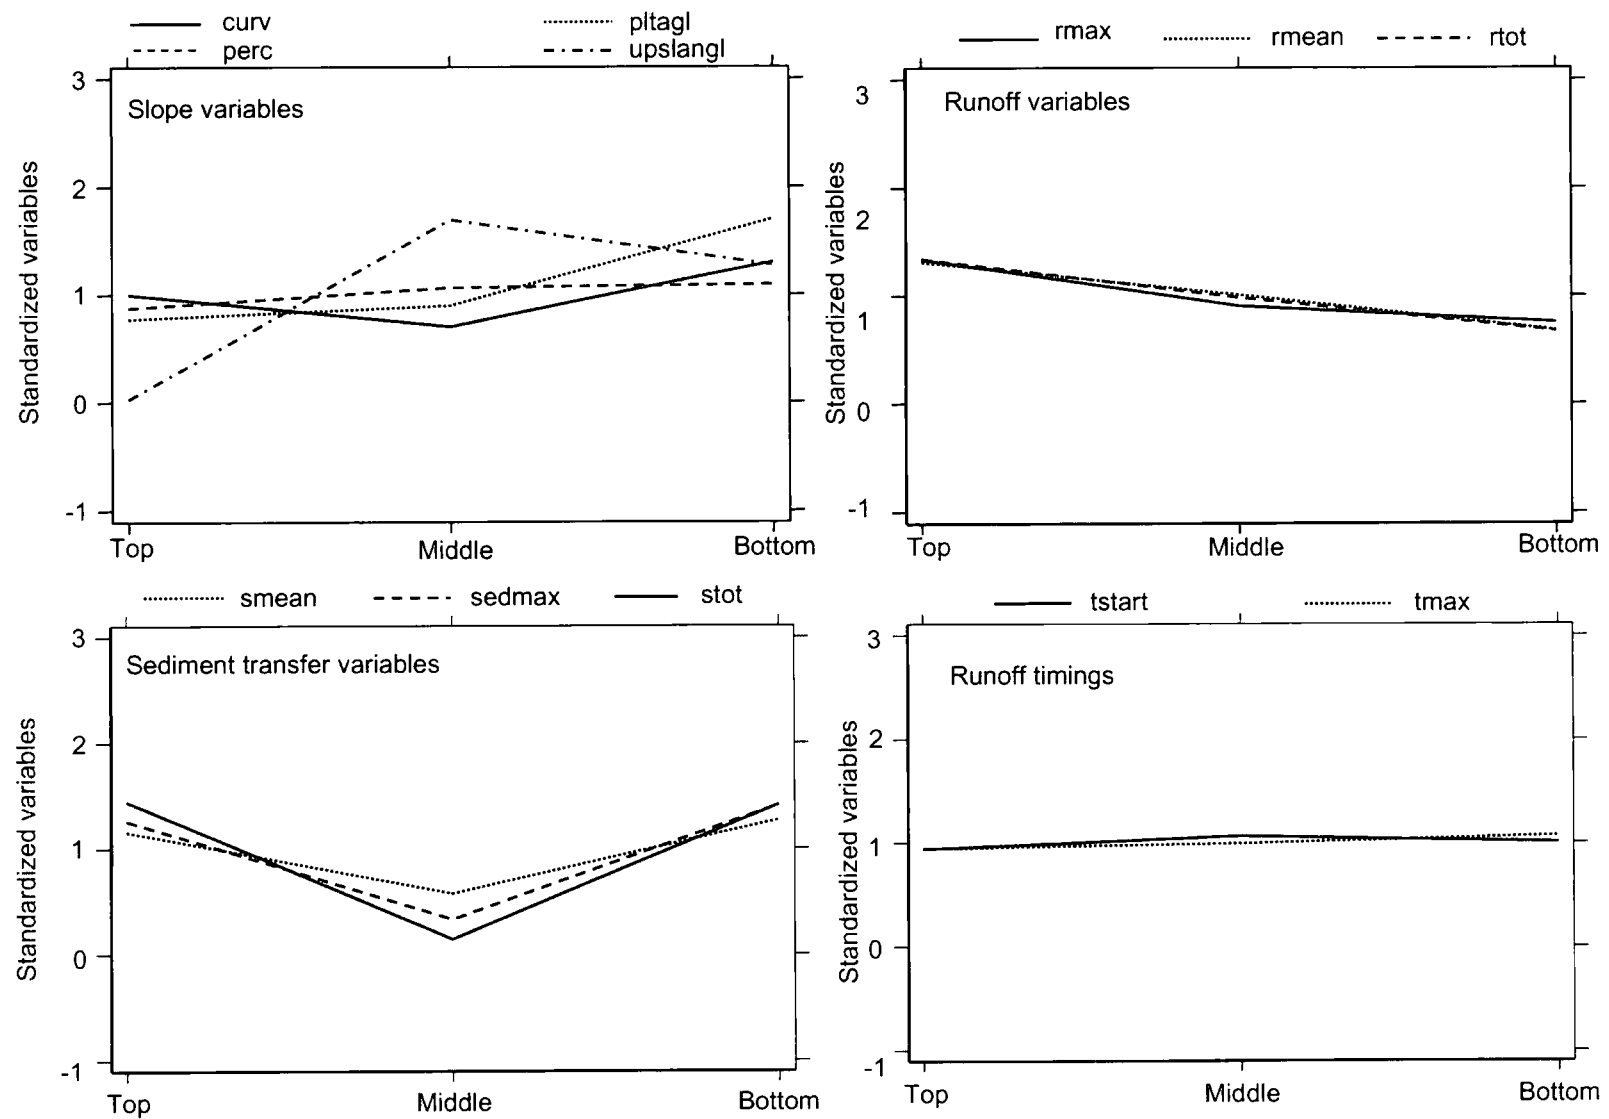 curv pltagl
perc upslangl
3
Slope variables
2
1
0
-1
Standardized variables
Top Middle Bottom
rmax rmean rtot
3
Runoff variables
2
1
0
-1
Standardized variables
Top Middle Bottom
smean sedmax stot
3
Sediment transfer variables
2
1
0
-1
Standardized variables
Top Middle Bottom
tstart tmax
3
Runoff timings
2
1
0
-1
Standardized variables
Top Middle Bottom